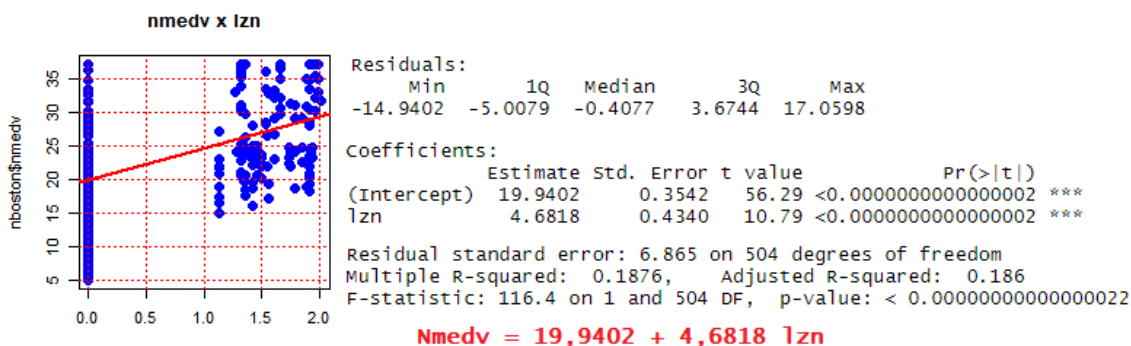 nmedv x lzn
nboston$nmedv
35
30
25
20
15
10
5
0.0 0.5 1.0 1.5 2.0
Residuals:
Min 1Q Median 3Q Max
-14.9402 -5.0079 -0.4077 3.6744 17.0598
Coefficients:
Estimate Std. Error t value Pr(>|t|)
(Intercept) 19.9402 0.3542 56.29 <0.0000000000000002 ***
lzn 4.6818 0.4340 10.79 <0.0000000000000002 ***
Residual standard error: 6.865 on 504 degrees of freedom
Multiple R-squared: 0.1876, Adjusted R-squared: 0.186
F-statistic: 116.4 on 1 and 504 DF, p-value: < 0.00000000000000022
Nmedv = 19,9402 + 4,6818 lzn